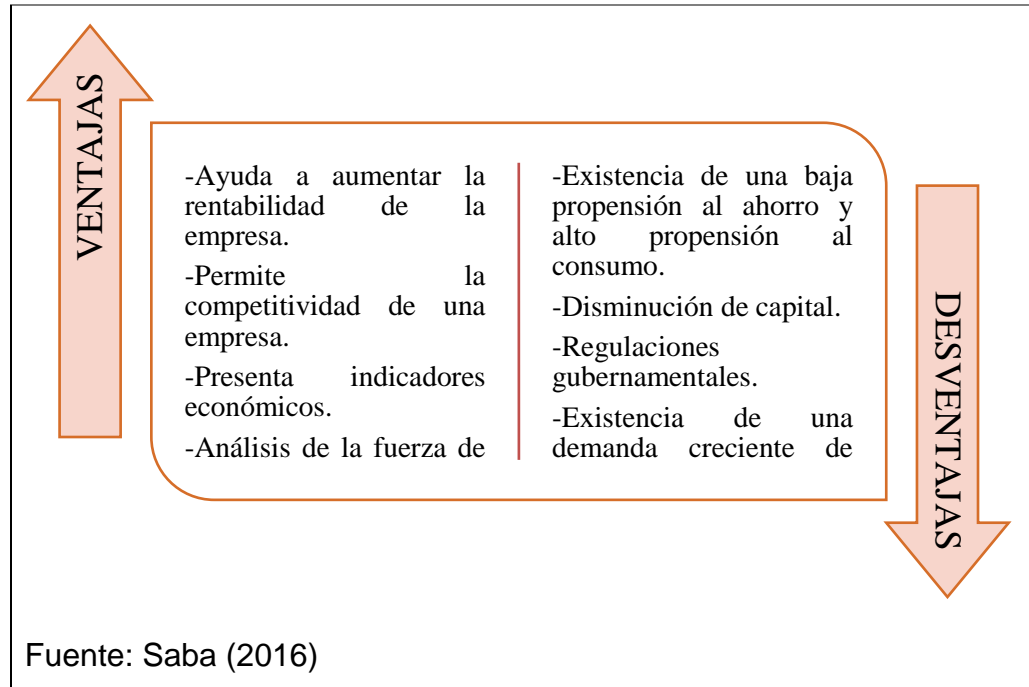 VENTAJAS
-Ayuda a aumentar la
rentabilidad de la
empresa.
-Permite la
competitividad de una
empresa.
-Presenta indicadores
económicos.
-Análisis de la fuerza de
-Existencia de una baja
propensión al ahorro y
alto propensión al
consumo.
-Disminución de capital.
-Regulaciones
gubernamentales.
-Existencia de una
demanda creciente de
DESVENTAJAS
Fuente: Saba (2016)